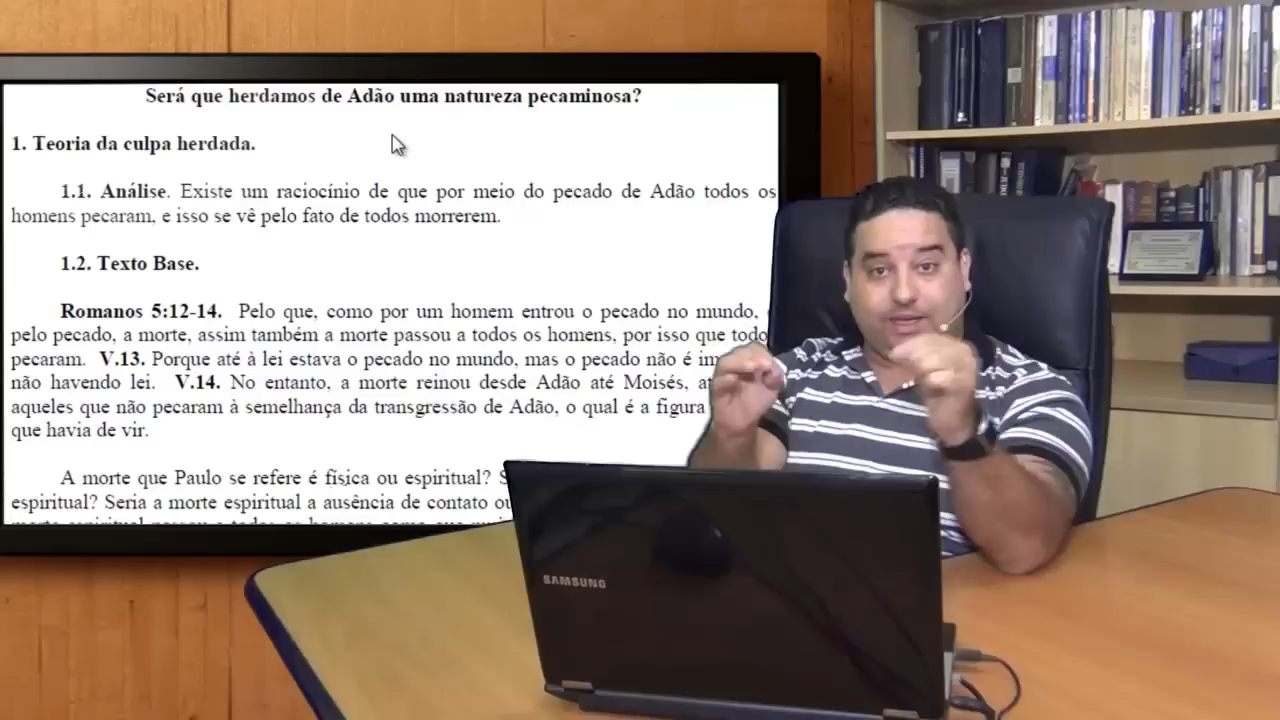 Será que herdamos de Adão uma natureza pecaminosa?
1. Teoria da culpa herdada.
1.1. Análise. Existe um raciocínio de que por meio do pecado de Adão todos os
homens pecaram, e isso se vê pelo fato de todos morrerem.
1.2. Texto Base.
Romanos 5:12-14. Pelo que, como por um homem entrou o pecado no mundo,
pelo pecado, a morte, assim também a morte passou a todos os homens, por isso que todo
pecaram. V.13. Porque até à lei estava o pecado no mundo, mas o pecado não é im
não havendo lei. V.14. No entanto, a morte reinou desde Adão até Moisés, at
aqueles que não pecaram à semelhança da transgressão de Adão, o qual é a figura
que havia de vir.
A morte que Paulo se refere é física ou espiritual? S
espiritual? Seria a morte espiritual a ausência de contato ou
SAMSUNG